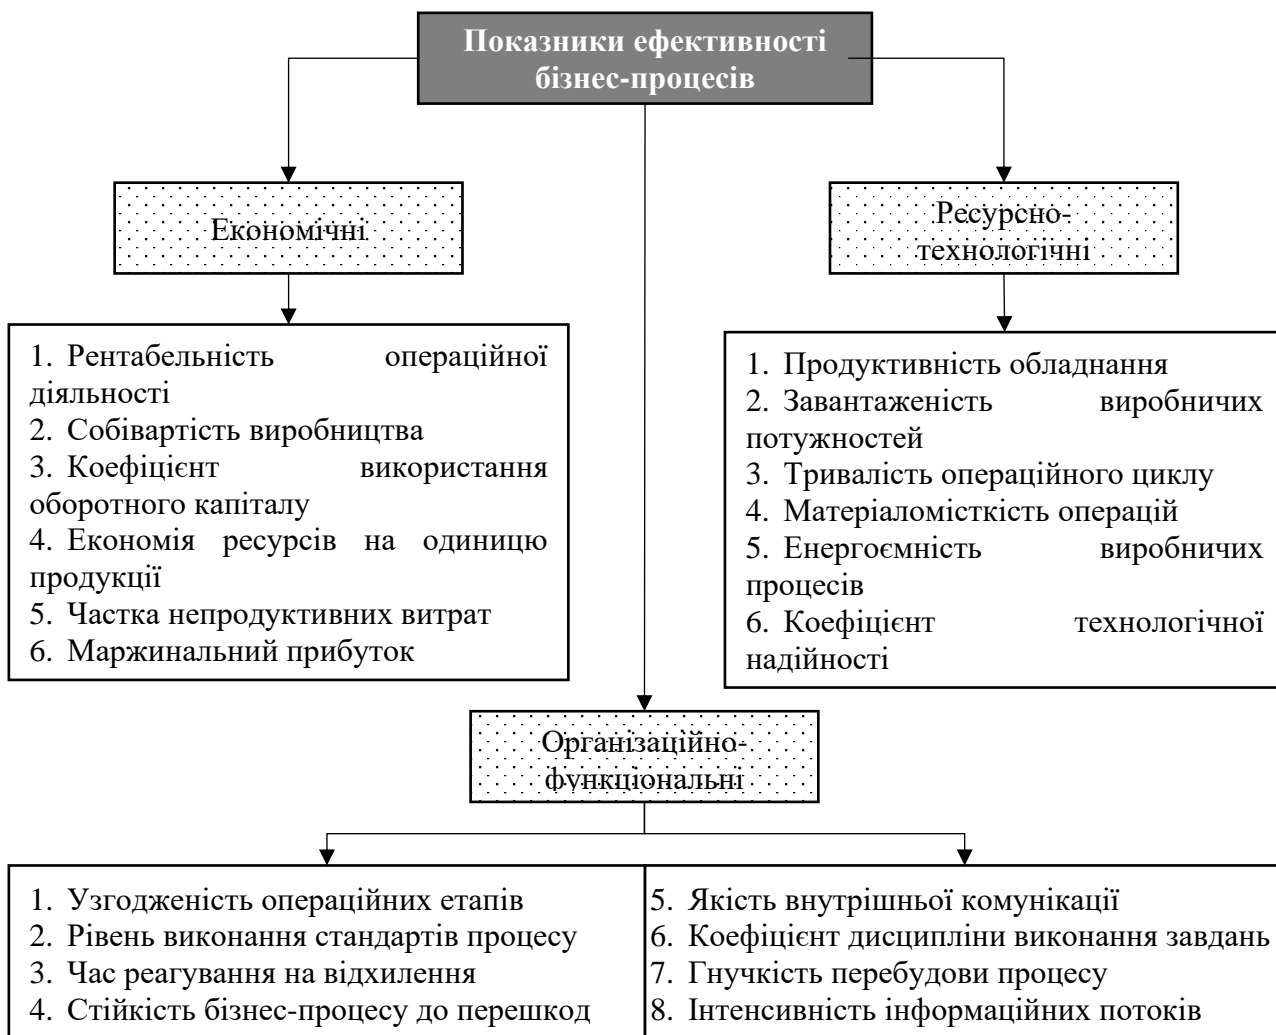 Показники ефективності
бізнес-процесів
Економічні
Ресурсно-
технологічні
1. Рентабельність операційної
діяльності
2. Собівартість виробництва
3. Коефіцієнт використання
оборотного капіталу
4. Економія ресурсів на одиницю
продукції
5. Частка непродуктивних витрат
6. Маржинальний прибуток
1. Продуктивність обладнання
2. Завантаженість виробничих
потужностей
3. Тривалість операційного циклу
4. Матеріаломісткість операцій
5. Енергоємність виробничих
процесів
6. Коефіцієнт технологічної
надійності
Організаційно-
функціональні
1. Узгодженість операційних етапів
2. Рівень виконання стандартів процесу
3. Час реагування на відхилення
4. Стійкість бізнес-процесу до перешкод
5. Якість внутрішньої комунікації
6. Коефіцієнт дисципліни виконання завдань
7. Гнучкість перебудови процесу
8. Інтенсивність інформаційних потоків